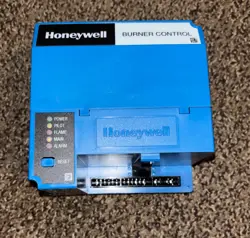 Honeywell
BURNER CONTROL
POWER
PILOT
FLAME
MAIN
ALARM
Honeywell
RESET